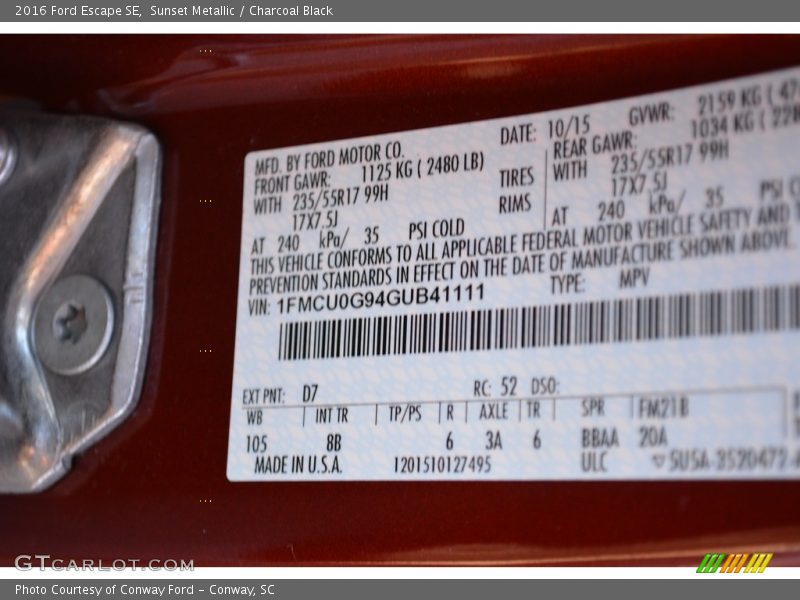 2016 Ford Escape SE, Sunset Metallic / Charcoal Black
MFD. BY FORD MOTOR CO.
DATE: 10/15 GVWR: 2159 KG ( 47
FRONT GAWR: 1125 KG ( 2480 LB) REAR GAWR: 1034 KG (
WITH 235/55R17 99H TIRES WITH 235/55R17 99H
17X7.5J RIMS 17X7.5J
AT 240 kPa/ 35 PSI COLD AT 240 kPa/ 35 PSI
THIS VEHICLE CONFORMS TO ALL APPLICABLE FEDERAL MOTOR VEHICLE SAFETY AND
PREVENTION STANDARDS IN EFFECT ON THE DATE OF MANUFACTURE SHOWN ABOVE.
VIN: 1FMCU0G94GUB41111 TYPE: MPV
EXT PNT: D7 RC: 52 DSO:
WB INT TR TP/PS R AXLE TR SPR FM21B
105 8B 6 3A 6 BBAA 20A
MADE IN U.S.A. 1201510127495 ULC
GTCARLOT.COM
Photo Courtesy of Conway Ford - Conway, SC